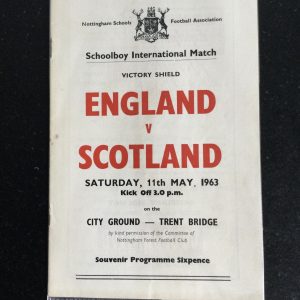 Nottingham Schools Football Association
Schoolboy International Match
VICTORY SHIELD
ENGLAND
V
SCOTLAND
SATURDAY, 11th MAY, 1963
Kick Off 3.0 p.m.
on the
CITY GROUND — TRENT BRIDGE
by kind permission of the Committee of
Nottingham Forest Football Club
Souvenir Programme Sixpence